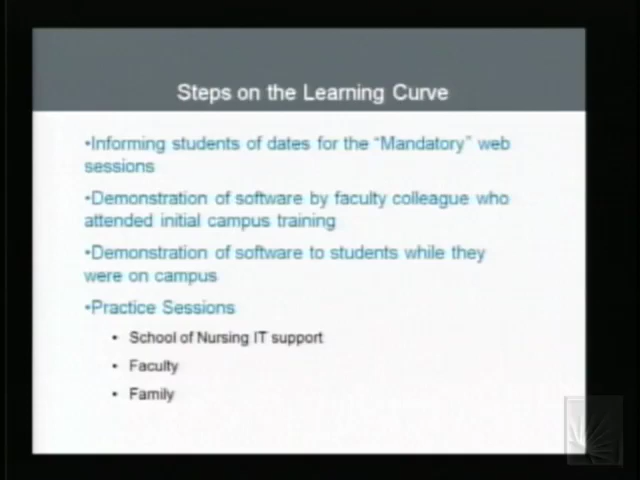 Steps on the Learning Curve
•Informing students of dates for the “Mandatory” web
sessions
•Demonstration of software by faculty colleague who
attended initial campus training
•Demonstration of software to students while they
were on campus
•Practice Sessions
• School of Nursing IT support
• Faculty
• Family